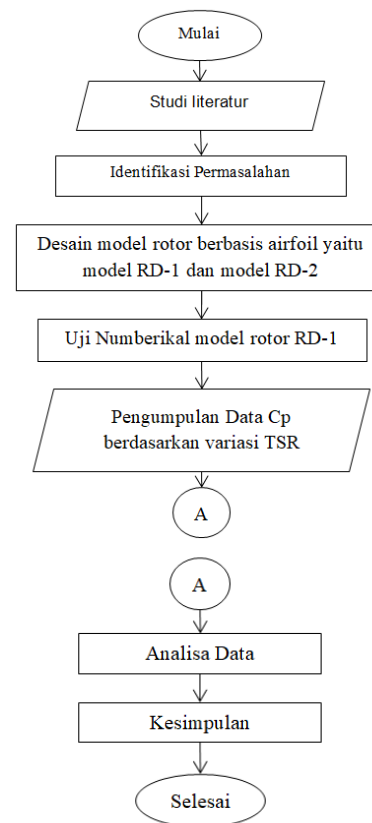 Mulai
Studi literatur
Identifikasi Permasalahan
Desain model rotor berbasis airfoil yaitu
model RD-1 dan model RD-2
Uji Numberikal model rotor RD-1
Pengumpulan Data Cp
berdasarkan variasi TSR
A
A
Analisa Data
Kesimpulan
Selesai